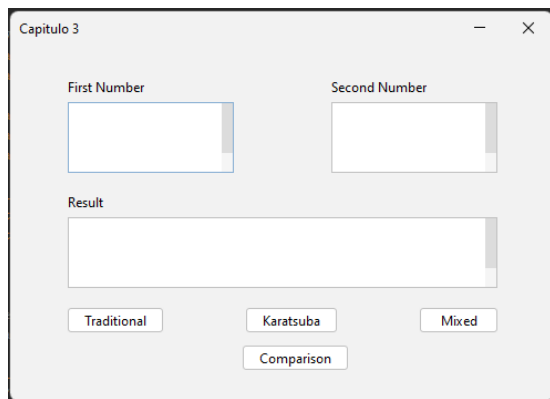 Capitulo 3
First Number Second Number
Result
Traditional Karatsuba Mixed
Comparison